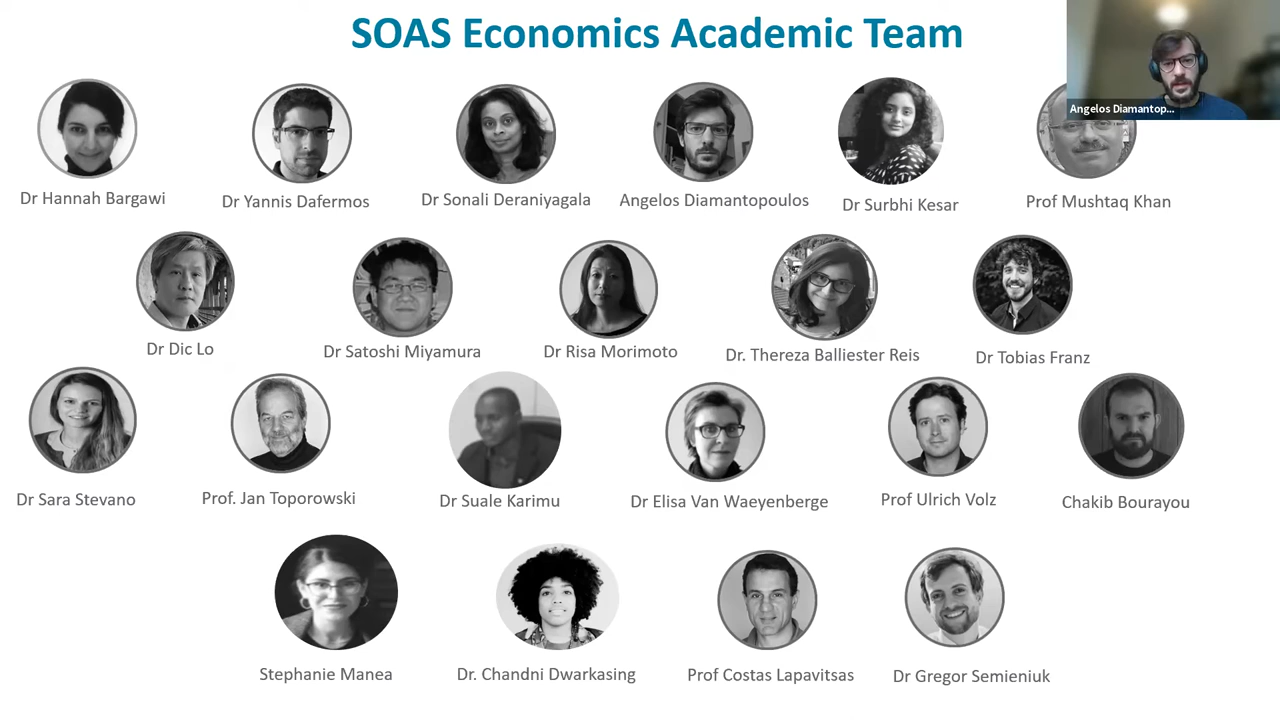 SOAS Economics Academic Team
Angelos Diamantop...
Dr Hannah Bargawi
Dr Yannis Dafermos
Dr Sonali Deraniyagala
Angelos Diamantopoulos
Dr Surbhi Kesar
Prof Mushtaq Khan
Dr Dic Lo
Dr Satoshi Miyamura
Dr Risa Morimoto
Dr. Thereza Balliester Reis
Dr Tobias Franz
Dr Sara Stevano
Prof. Jan Toporowski
Dr Suale Karimu
Dr Elisa Van Waeyenberge
Prof Ulrich Volz
Chakib Bourayou
Stephanie Manea
Dr. Chandni Dwarkasing
Prof Costas Lapavitsas
Dr Gregor Semieniuk